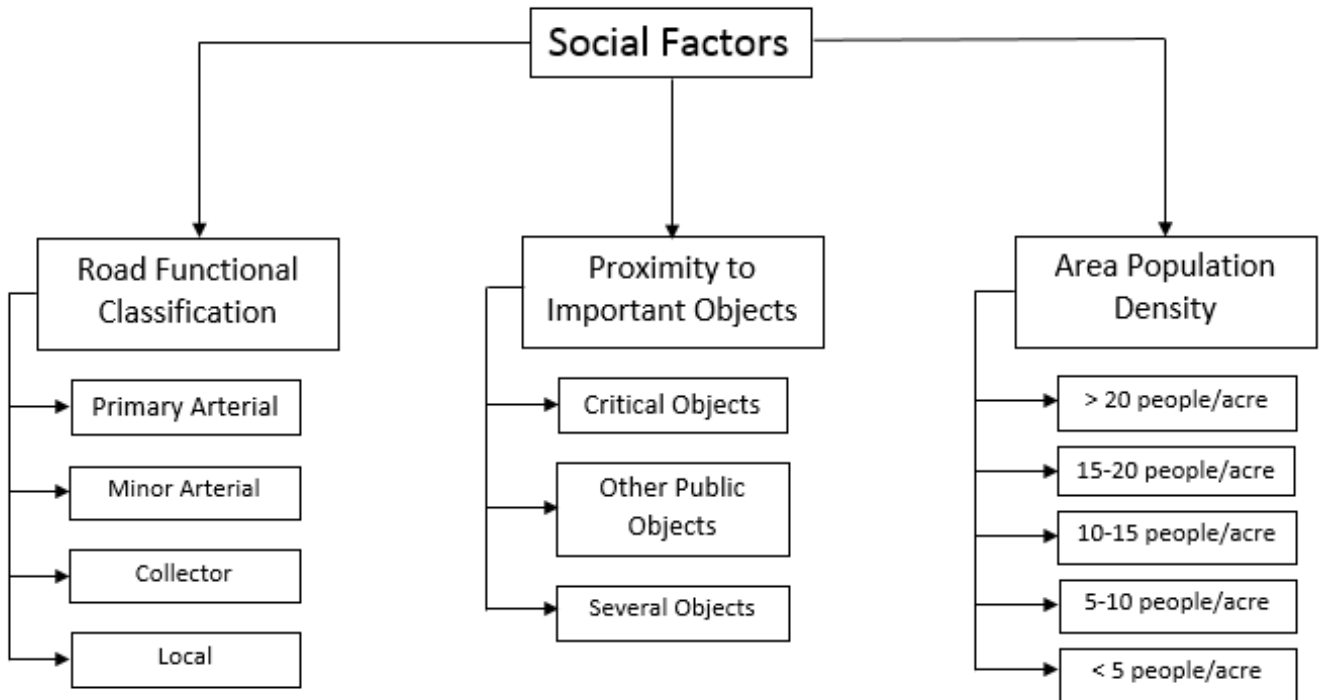 Social Factors
Road Functional
Classification
Primary Arterial
Minor Arterial
Collector
Local
Proximity to
Important Objects
Critical Objects
Other Public
Objects
Several Objects
Area Population
Density
> 20 people/acre
15-20 people/acre
10-15 people/acre
5-10 people/acre
< 5 people/acre